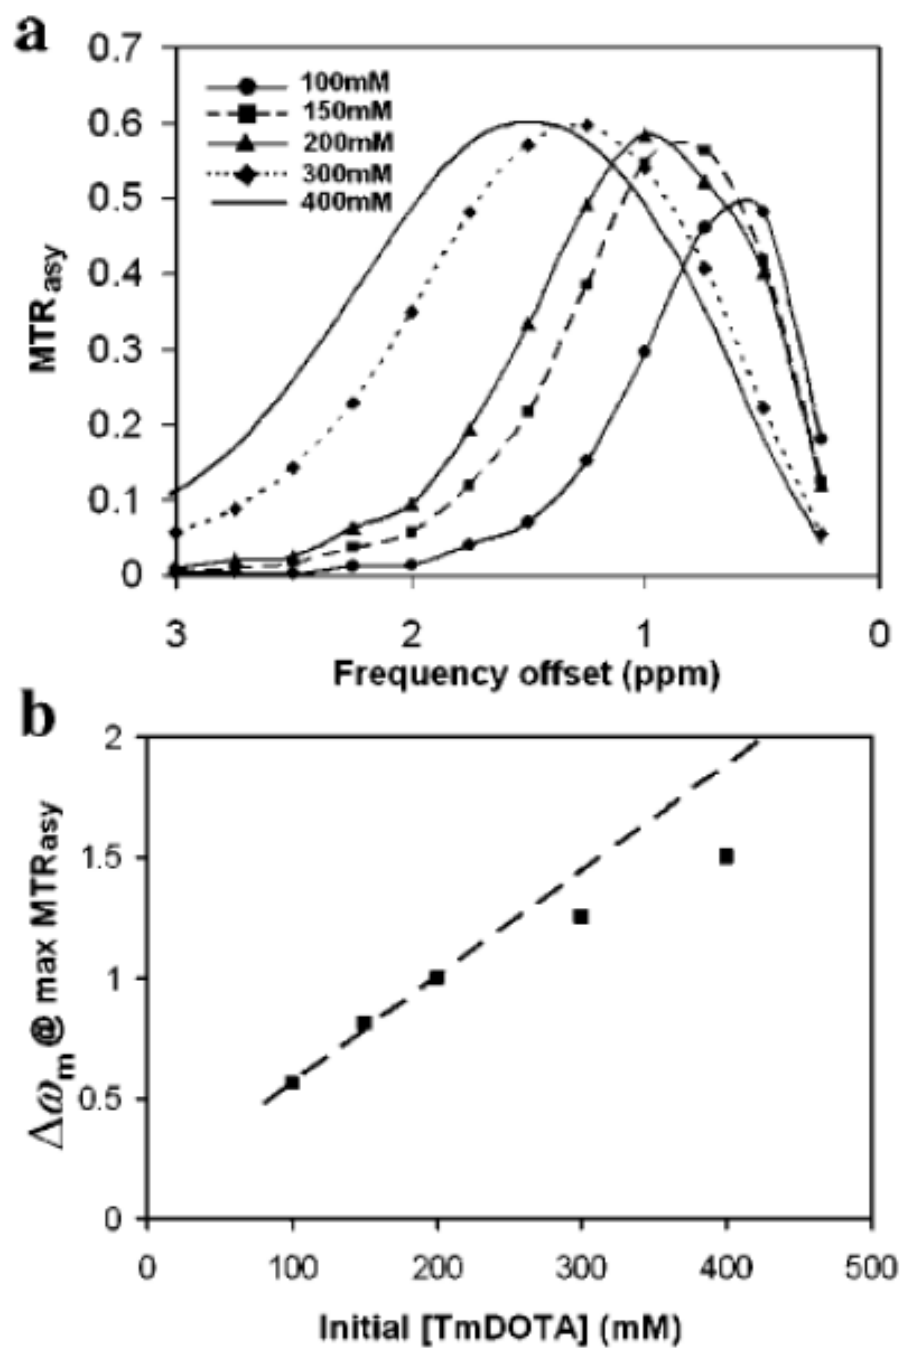 a
0.7
0.6
0.5
0.4
0.3
0.2
0.1
0
MTRasy
100mM
150mM
200mM
300mM
400mM
3 2 1 0
Frequency offset (ppm)
b
2
1.5
1
0.5
0
Δωm@ max MTRasy
0 100 200 300 400 500
Initial [TmDOTA] (mM)